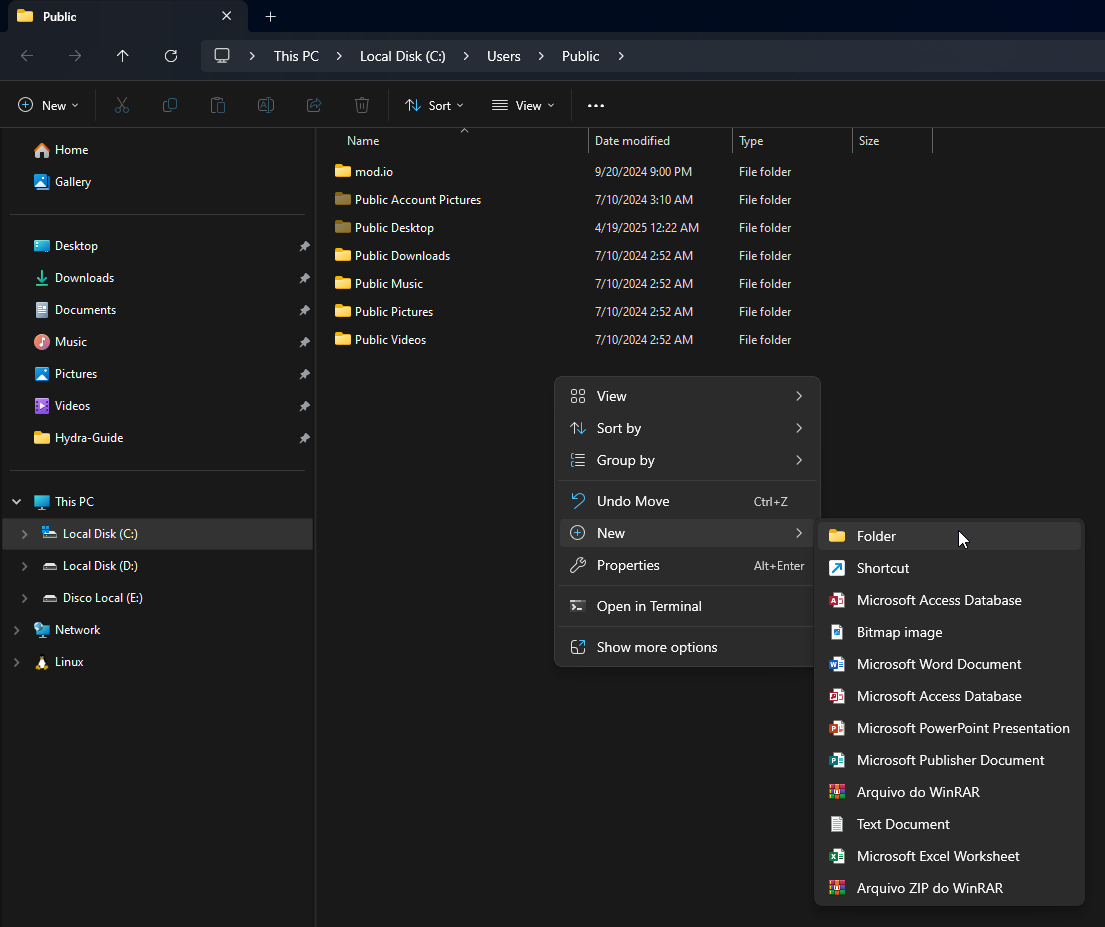 Public
This PC > Local Disk (C:) > Users > Public >
New Sort View ...
Home
Gallery
Desktop
Downloads
Documents
Music
Pictures
Videos
Hydra-Guide
This PC
Local Disk (C:)
Local Disk (D:)
Disco Local (E:)
Network
Linux
Name Date modified Type Size
mod.io 9/20/2024 9:00 PM File folder
Public Account Pictures 7/10/2024 3:10 AM File folder
Public Desktop 4/19/2025 12:22 AM File folder
Public Downloads 7/10/2024 2:52 AM File folder
Public Music 7/10/2024 2:52 AM File folder
Public Pictures 7/10/2024 2:52 AM File folder
Public Videos 7/10/2024 2:52 AM File folder
View
Sort by
Group by
Undo Move Ctrl+Z
New
Properties Alt+Enter
Open in Terminal
Show more options
Folder
Shortcut
Microsoft Access Database
Bitmap image
Microsoft Word Document
Microsoft Access Database
Microsoft PowerPoint Presentation
Microsoft Publisher Document
Arquivo do WinRAR
Text Document
Microsoft Excel Worksheet
Arquivo ZIP do WinRAR